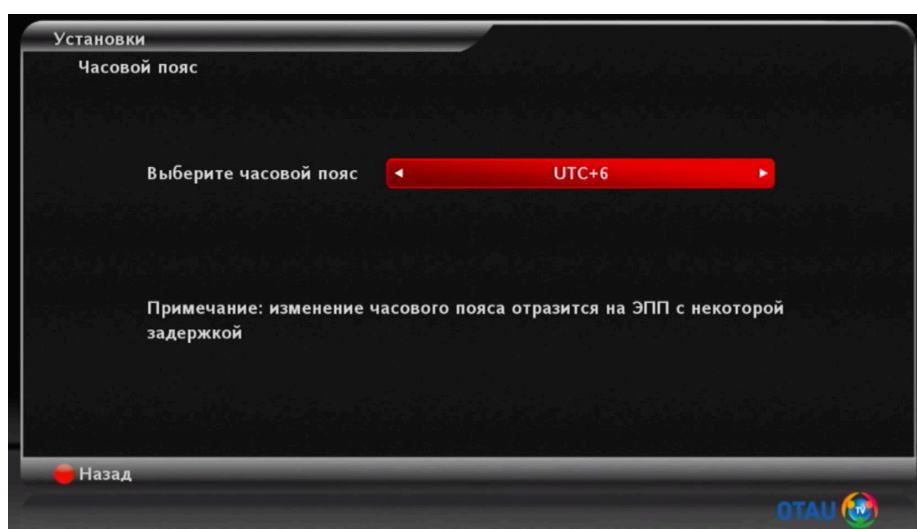 Установки
Часовой пояс
Выберите часовой пояс UTC+6
Примечание: изменение часового пояса отразится на ЭПП с некоторой
задержкой
Назад
OTAU TV